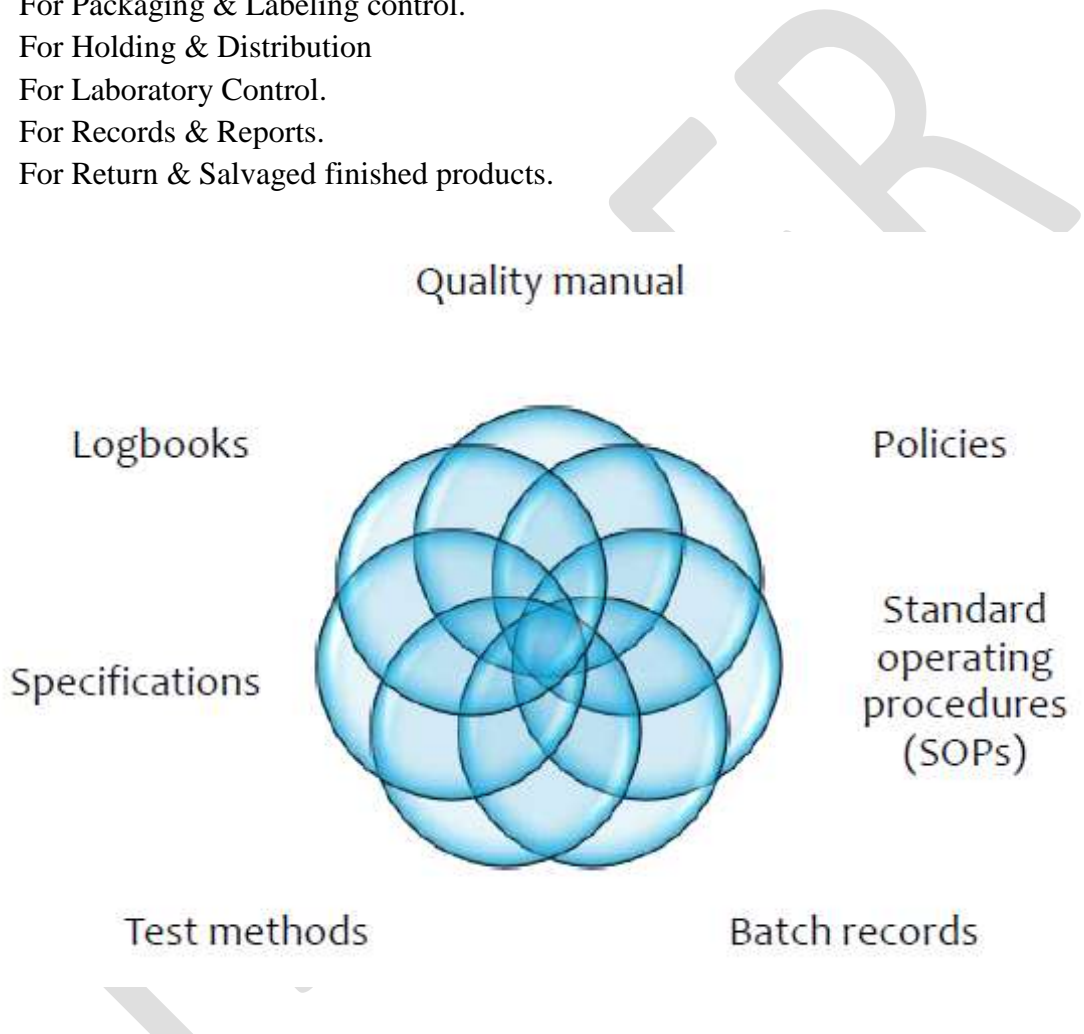 For Packaging & Labeling control.
For Holding & Distribution
For Laboratory Control.
For Records & Reports.
For Return & Salvaged finished products.
Quality manual
Logbooks
Policies
Standard
operating
procedures
(SOPs)
Specifications
Test methods
Batch records